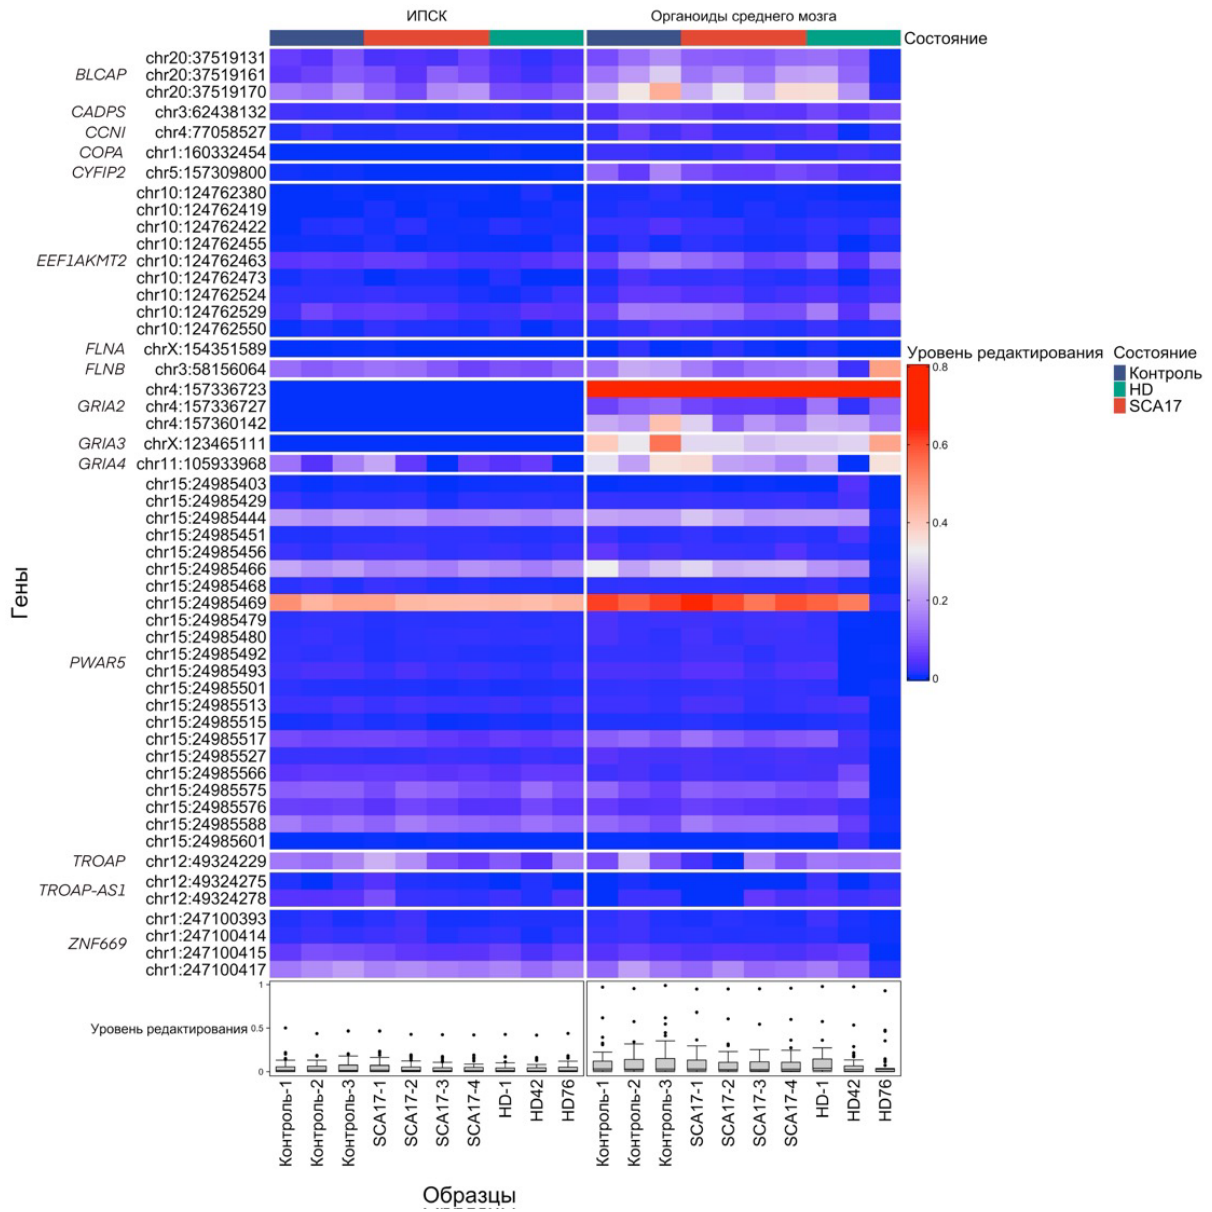 ИПСК
Органоиды среднего мозга
Состояние
BLCAP
chr20:37519131
chr20:37519161
chr20:37519170
CADPS chr3:62438132
CCNI chr4:77058527
COPA chr1:160332454
CYFIP2 chr5:157309800
EEF1AKMT2
chr10:124762380
chr10:124762419
chr10:124762422
chr10:124762455
chr10:124762463
chr10:124762473
chr10:124762524
chr10:124762529
chr10:124762550
FLNA chrX:154351589
FLNB chr3:58156064
GRIA2
chr4:157336723
chr4:157336727
chr4:157360142
GRIA3 chrX:123465111
GRIA4 chr11:105933968
PWAR5
chr15:24985403
chr15:24985429
chr15:24985444
chr15:24985451
chr15:24985456
chr15:24985466
chr15:24985468
chr15:24985469
chr15:24985479
chr15:24985480
chr15:24985492
chr15:24985493
chr15:24985501
chr15:24985513
chr15:24985515
chr15:24985517
chr15:24985527
chr15:24985566
chr15:24985575
chr15:24985576
chr15:24985588
chr15:24985601
TROAP chr12:49324229
TROAP-AS1
chr12:49324275
chr12:49324278
ZNF669
chr1:247100393
chr1:247100414
chr1:247100415
chr1:247100417
Гены
Уровень редактирования
0.8
0.6
0.4
0.2
0
Состояние
Контроль
HD
SCA17
Уровень редактирования
1
0.5
0
Контроль-1
Контроль-2
Контроль-3
SCA17-1
SCA17-2
SCA17-3
SCA17-4
HD-1
HD42
HD76
Контроль-1
Контроль-2
Контроль-3
SCA17-1
SCA17-2
SCA17-3
SCA17-4
HD-1
HD42
HD76
Образцы